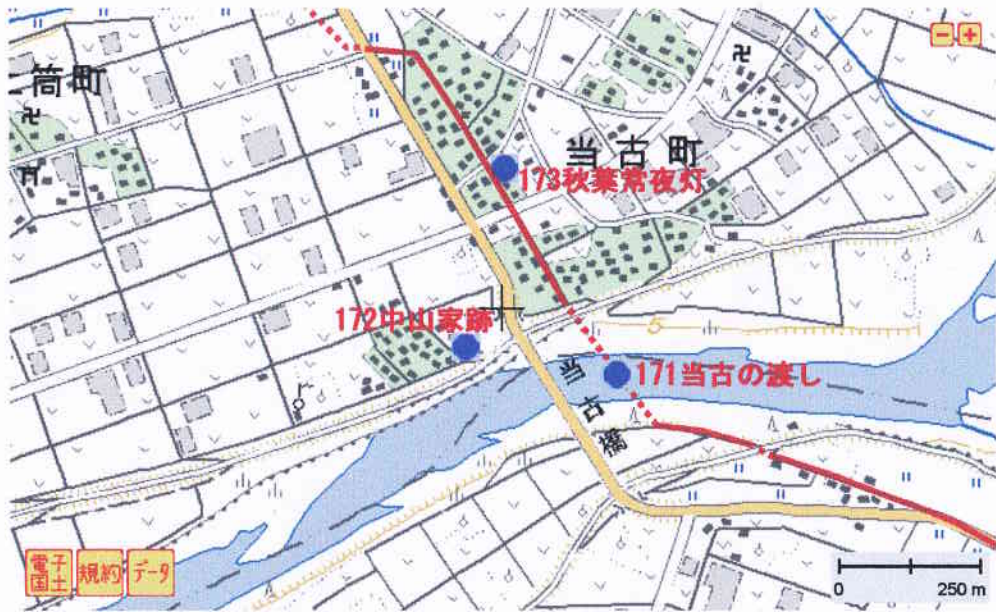 筒町
当古町
173秋葉常夜灯
172中山家跡
171当古の渡し
当古橋
5
電子国土
規約
データ
0
250 m